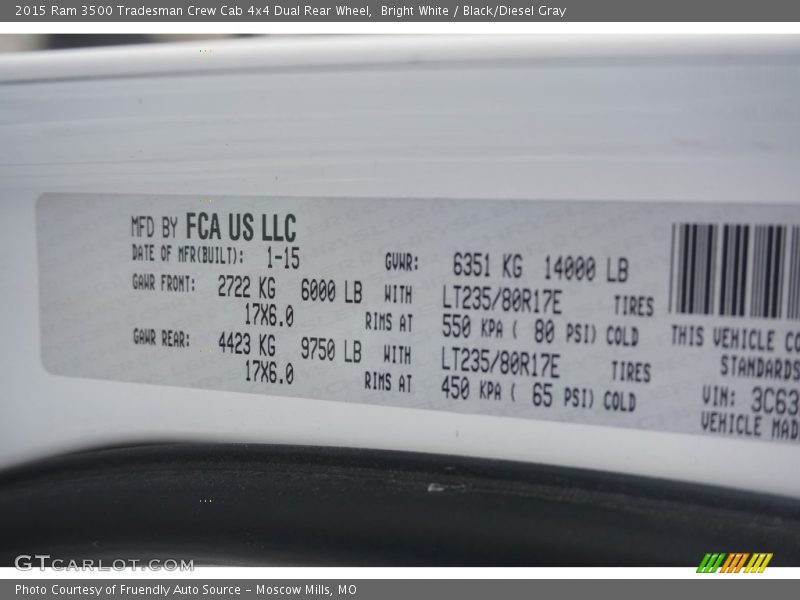 2015 Ram 3500 Tradesman Crew Cab 4x4 Dual Rear Wheel,  Bright White / Black/Diesel Gray
MFD BY FCA US LLC
DATE OF MFR(BUILT): 1-15 GVWR: 6351 KG 14000 LB
GAWR FRONT: 2722 KG 6000 LB WITH LT235/80R17E TIRES
17X6.0 RIMS AT 550 KPA ( 80 PSI) COLD
GAWR REAR: 4423 KG 9750 LB WITH LT235/80R17E TIRES
17X6.0 RIMS AT 450 KPA ( 65 PSI) COLD
THIS VEHICLE CO
STANDARDS
VIN: 3C63
VEHICLE MAD
GTCARLOT.COM
Photo Courtesy of Fruendly Auto Source – Moscow Mills, MO